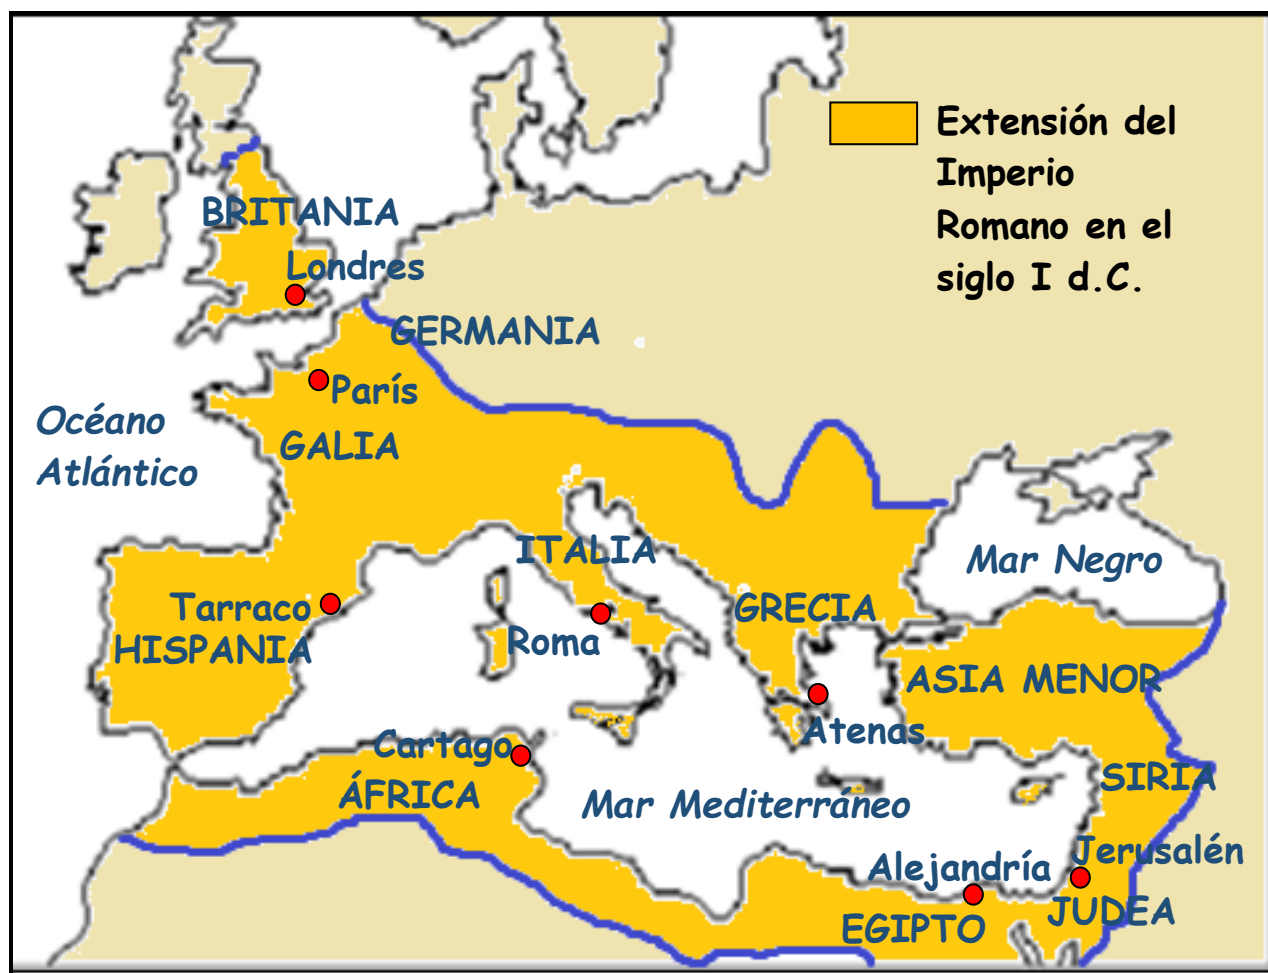 Extensión del
Imperio
Romano en el
siglo I d.C.
BRITANIA
Londres
GERMANIA
París
Océano
Atlántico
GALIA
ITALIA
Mar Negro
Tarraco
GRECIA
HISPANIA
Roma
ASIA MENOR
Atenas
Cartago
SIRIA
ÁFRICA
Mar Mediterráneo
Jerusalén
Alejandría
JUDEA
EGIPTO